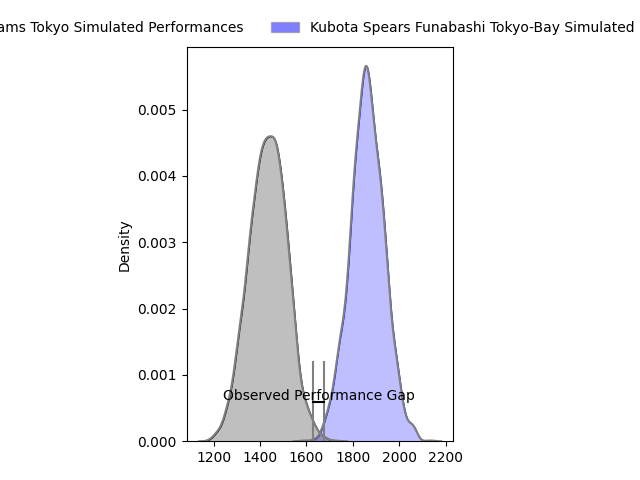 ams Tokyo Simulated Performances
Kubota Spears Funabashi Tokyo-Bay Simulated
Density
0.005
0.004
0.003
0.002
0.001
0.000
Observed Performance Gap
1200 1400 1600 1800 2000 2200